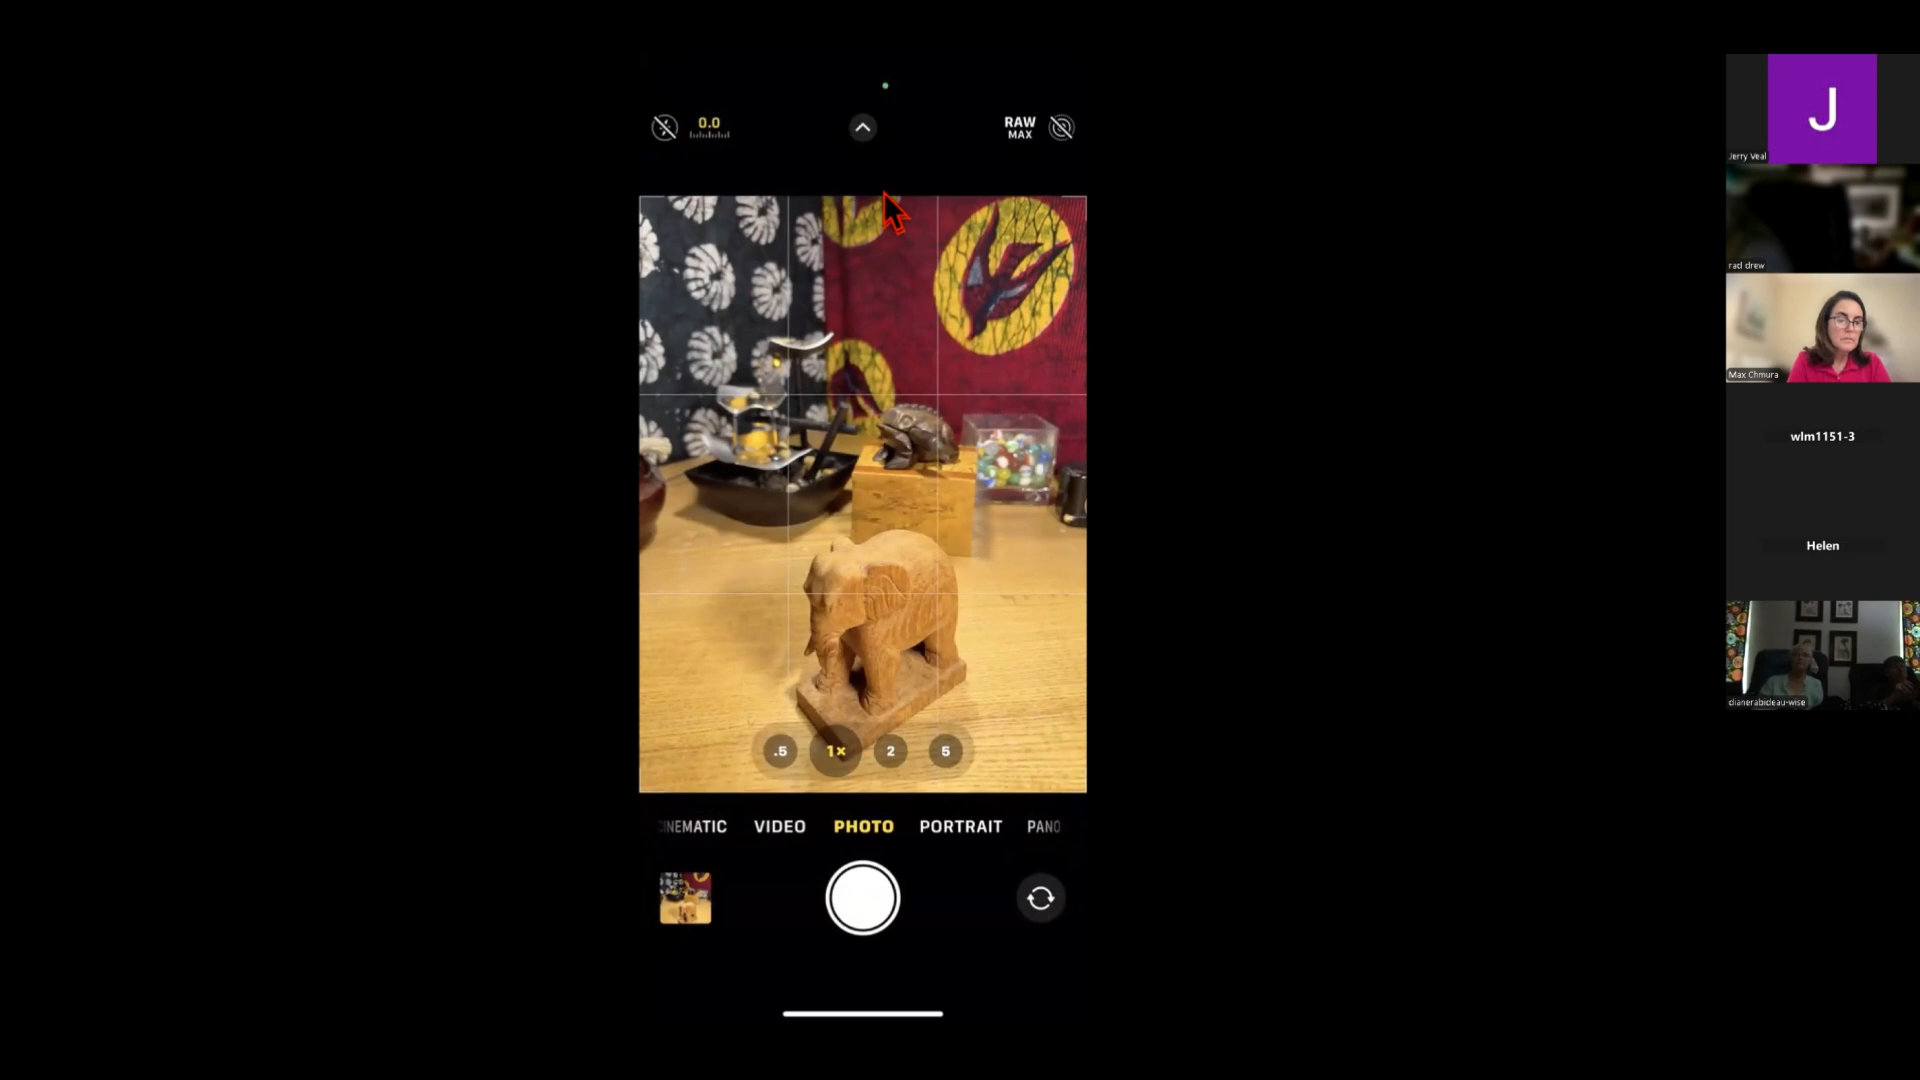 0.0
RAW
MAX
.5 1× 2 5
INEMATIC VIDEO PHOTO PORTRAIT PANO
J
Jerry Veal
rad drew
Max Chmura
wlm1151-3
Helen
dianerabideau-wise